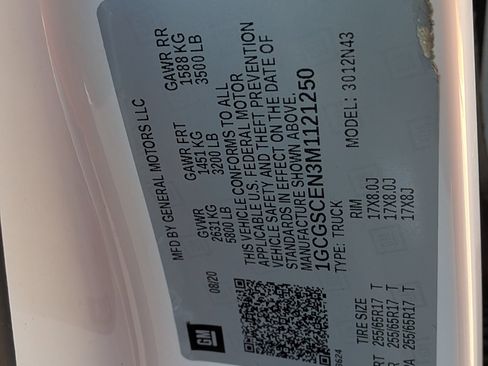 MFD BY GENERAL MOTORS LLC
08/20
GVWR GAWR FRT GAWR RR
2631 KG 1451 KG 1588 KG
5800 LB 3200 LB 3500 LB
THIS VEHICLE CONFORMS TO ALL
APPLICABLE U.S. FEDERAL MOTOR
VEHICLE SAFETY AND THEFT PREVENTION
STANDARDS IN EFFECT ON THE DATE OF
MANUFACTURE SHOWN ABOVE.
1GCGSCEN3M1121250
TYPE: TRUCK MODEL: 3012N43
GM
TIRE SIZE RIM
RT 255/65R17 T 17X8.0J
RR 255/65R17 T 17X8.0J
255/65R17 T 17X8J